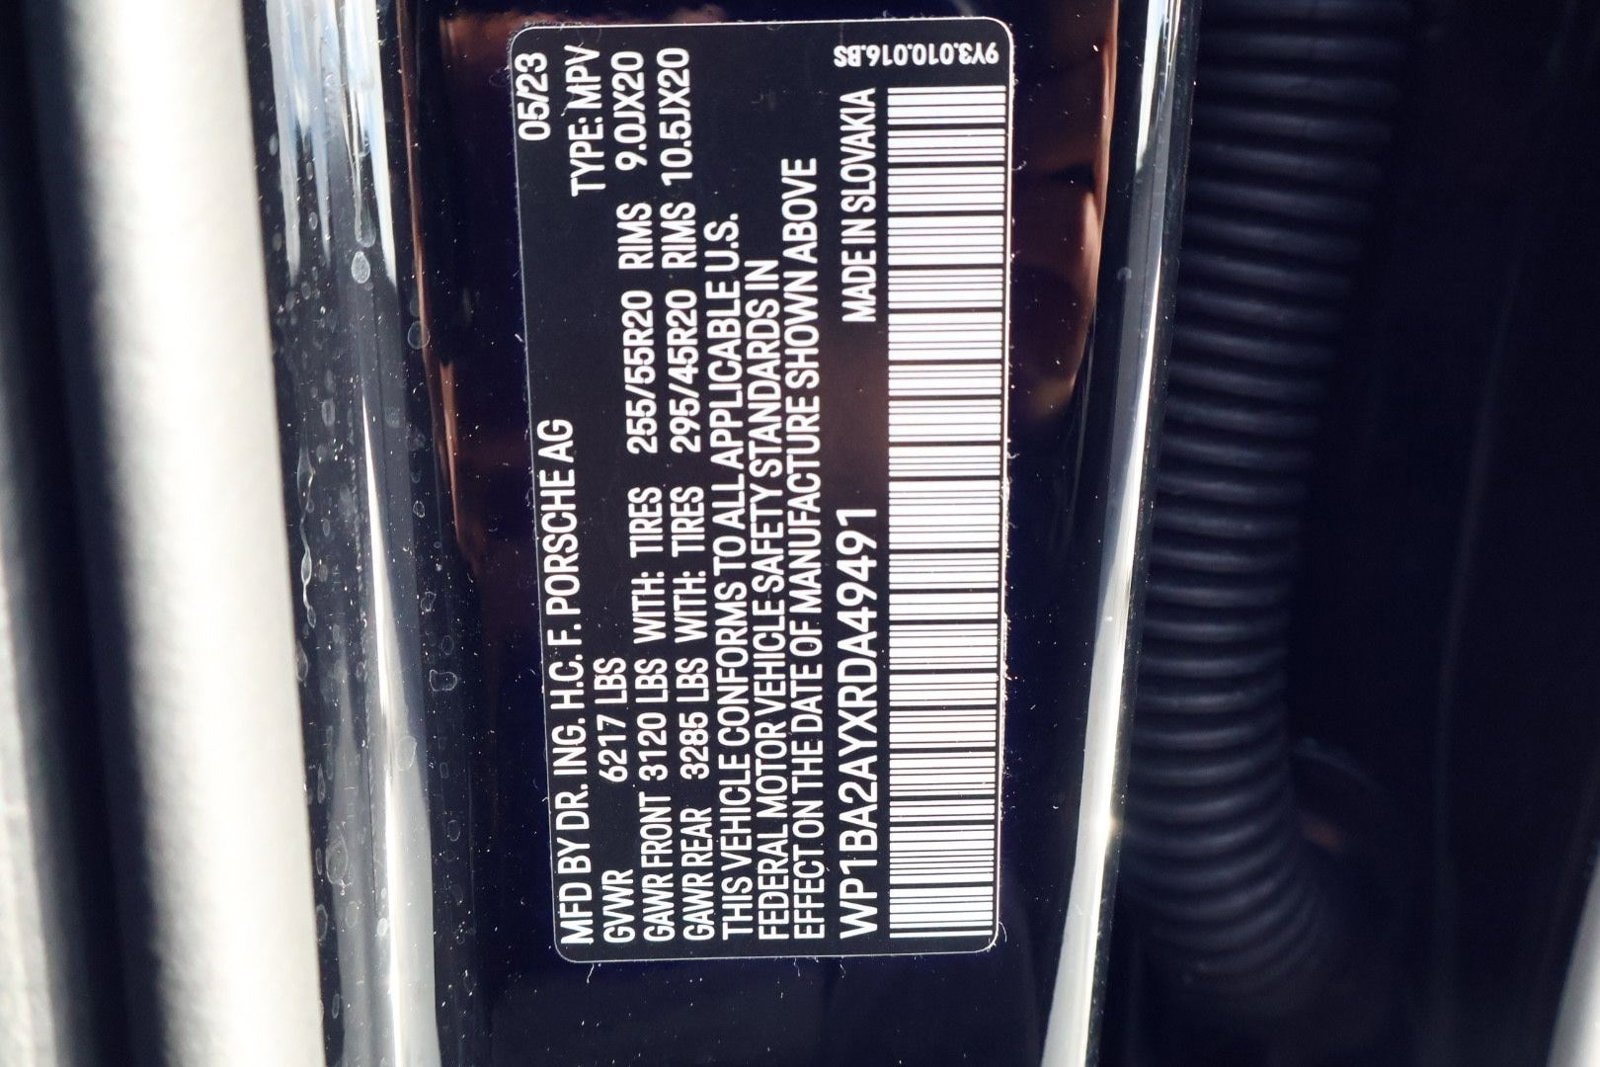 MFD BY DR. ING. H.C. F. PORSCHE AG 05/23
GVWR 6217 LBS TYPE: MPV
GAWR FRONT 3120 LBS WITH: TIRES 255/55R20 RIMS 9.0JX20
GAWR REAR 3285 LBS WITH: TIRES 295/45R20 RIMS 10.5JX20
THIS VEHICLE CONFORMS TO ALL APPLICABLE U.S.
FEDERAL MOTOR VEHICLE SAFETY STANDARDS IN
EFFECT ON THE DATE OF MANUFACTURE SHOWN ABOVE
WP1BA2AYXRDA49491 MADE IN SLOVAKIA
9Y3.010.016.BS